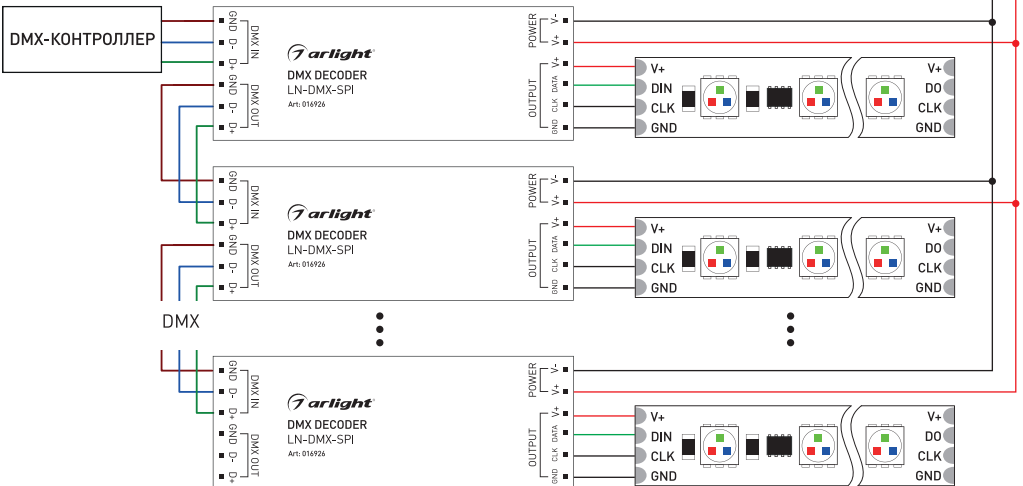 DMX-КОНТРОЛЛЕР
GND
D-
D+
DMX IN
GND
D-
D+
DMX OUT
arlight
DMX DECODER
LN-DMX-SPI
Art: 016926
POWER
V-
V+
OUTPUT
V+
DATA
CLK
GND
V+
DIN
CLK
GND
V+
DO
CLK
GND
GND
D-
D+
DMX IN
GND
D-
D+
DMX OUT
arlight
DMX DECODER
LN-DMX-SPI
Art: 016926
POWER
V-
V+
OUTPUT
V+
DATA
CLK
GND
V+
DIN
CLK
GND
V+
DO
CLK
GND
DMX
GND
D-
D+
DMX IN
GND
D-
D+
DMX OUT
arlight
DMX DECODER
LN-DMX-SPI
Art: 016926
POWER
V-
V+
OUTPUT
V+
DATA
CLK
GND
V+
DIN
CLK
GND
V+
DO
CLK
GND